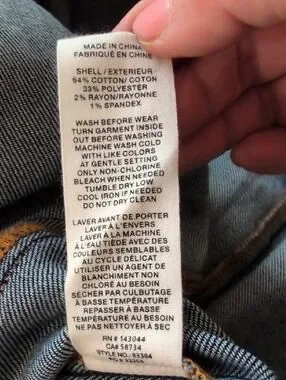 MADE IN CHINA
FABRIQUÉ EN CHINE
SHELL / EXTERIEUR
64% COTTON/ COTON
33% POLYESTER
2% RAYON/RAYONNE
1% SPANDEX
WASH BEFORE WEAR
TURN GARMENT INSIDE
OUT BEFORE WASHING
MACHINE WASH COLD
WITH LIKE COLORS
AT GENTLE SETTING
ONLY NON-CHLORINE
BLEACH WHEN NEEDED
TUMBLE DRY LOW
COOL IRON IF NEEDED
DO NOT DRY CLEAN
LAVER AVANT DE PORTER
LAVER À L'ENVERS
LAVER À LA MACHINE
À L'EAU TIÈDE AVEC DES
COULEURS SEMBLABLES
AU CYCLE DÉLICAT
UTILISER UN AGENT DE
BLANCHIMENT NON
CHLORÉ AU BESOIN
SÉCHER PAR CULBUTAGE
À BASSE TEMPÉRATURE
REPASSER À BASSE
TEMPÉRATURE AU BESOIN
NE PAS NETTOYER À SEC
RN# 143044
CA# 58734
STYLE NO.: 63364